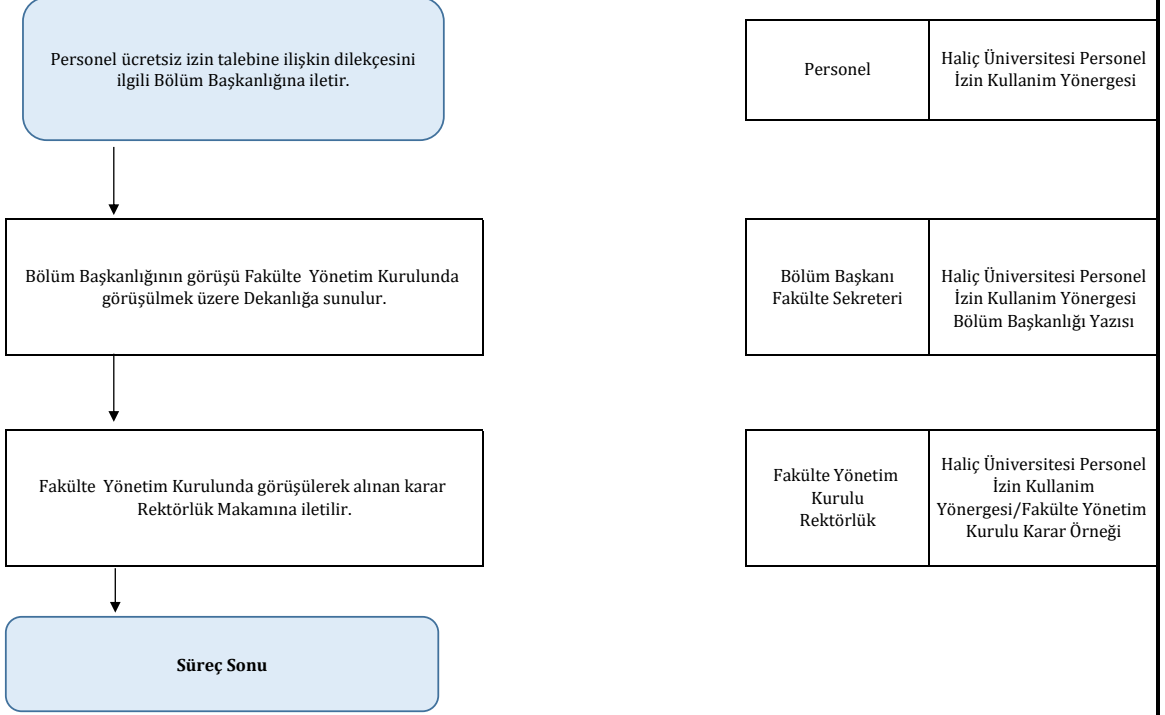 Personel ücretsiz izin talebine ilişkin dilekçesini
ilgili Bölüm Başkanlığına iletir.
Personel
Haliç Üniversitesi Personel
İzin Kullanim Yönergesi
Bölüm Başkanlığının görüşü Fakülte Yönetim Kurulunda
görüşülmek üzere Dekanlığa sunulur.
Bölüm Başkanı
Fakülte Sekreteri
Haliç Üniversitesi Personel
İzin Kullanim Yönergesi
Bölüm Başkanlığı Yazısı
Fakülte Yönetim Kurulunda görüşülerek alınan karar
Rektörlük Makamına iletilir.
Fakülte Yönetim
Kurulu
Rektörlük
Haliç Üniversitesi Personel
İzin Kullanim
Yönergesi/Fakülte Yönetim
Kurulu Karar Örneği
Süreç Sonu